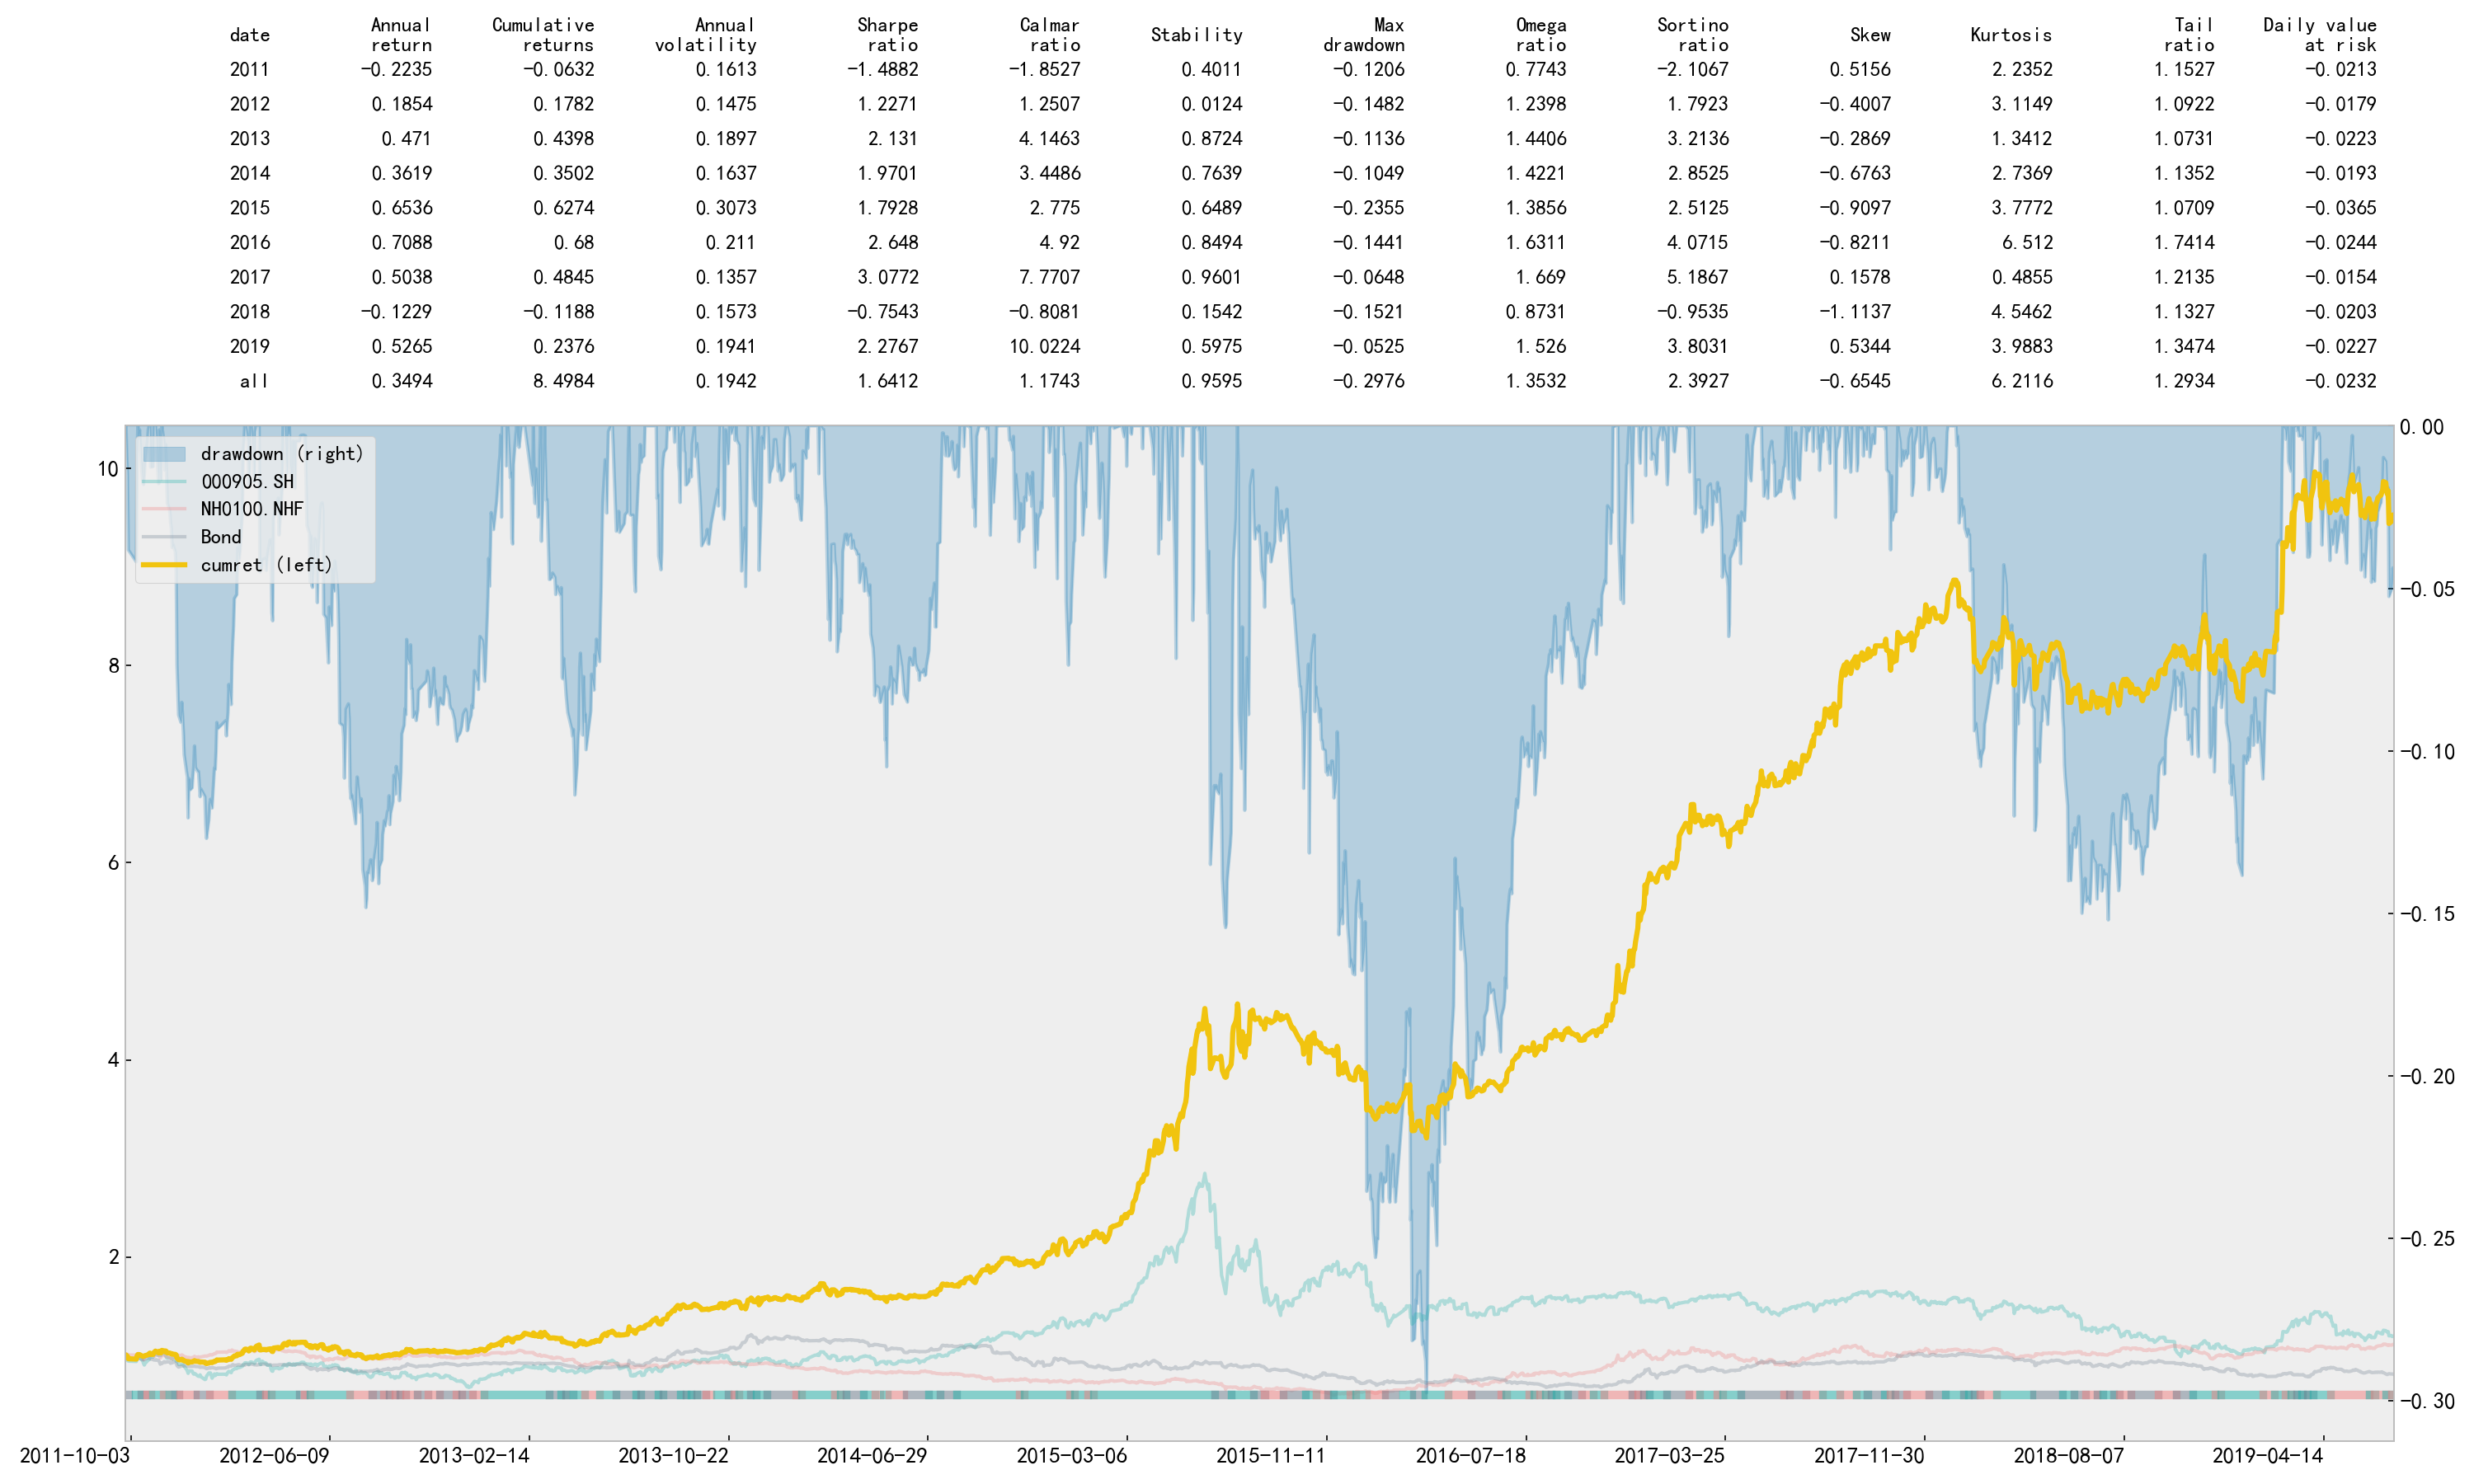 date Annual return Cumulative returns Annual volatility Sharpe ratio Calmar ratio Stability Max drawdown Omega ratio Sortino ratio Skew Kurtosis Tail ratio Daily value at risk
2011 -0.2235 -0.0632 0.1613 -1.4882 -1.8527 0.4011 -0.1206 0.7743 -2.1067 0.5156 2.2352 1.1527 -0.0213
2012 0.1854 0.1782 0.1475 1.2271 1.2507 0.0124 -0.1482 1.2398 1.7923 -0.4007 3.1149 1.0922 -0.0179
2013 0.471 0.4398 0.1897 2.131 4.1463 0.8724 -0.1136 1.4406 3.2136 -0.2869 1.3412 1.0731 -0.0223
2014 0.3619 0.3502 0.1637 1.9701 3.4486 0.7639 -0.1049 1.4221 2.8525 -0.6763 2.7369 1.1352 -0.0193
2015 0.6536 0.6274 0.3073 1.7928 2.775 0.6489 -0.2355 1.3856 2.5125 -0.9097 3.7772 1.0709 -0.0365
2016 0.7088 0.68 0.211 2.648 4.92 0.8494 -0.1441 1.6311 4.0715 -0.8211 6.512 1.7414 -0.0244
2017 0.5038 0.4845 0.1357 3.0772 7.7707 0.9601 -0.0648 1.669 5.1867 0.1578 0.4855 1.2135 -0.0154
2018 -0.1229 -0.1188 0.1573 -0.7543 -0.8081 0.1542 -0.1521 0.8731 -0.9535 -1.1137 4.5462 1.1327 -0.0203
2019 0.5265 0.2376 0.1941 2.2767 10.0224 0.5975 -0.0525 1.526 3.8031 0.5344 3.9883 1.3474 -0.0227
all 0.3494 8.4984 0.1942 1.6412 1.1743 0.9595 -0.2976 1.3532 2.3927 -0.6545 6.2116 1.2934 -0.0232
drawdown (right)
000905.SH
NH0100.NHF
Bond
cumret (left)
10
8
6
4
2
0.00
-0.05
-0.10
-0.15
-0.20
-0.25
-0.30
2011-10-03 2012-06-09 2013-02-14 2013-10-22 2014-06-29 2015-03-06 2015-11-11 2016-07-18 2017-03-25 2017-11-30 2018-08-07 2019-04-14